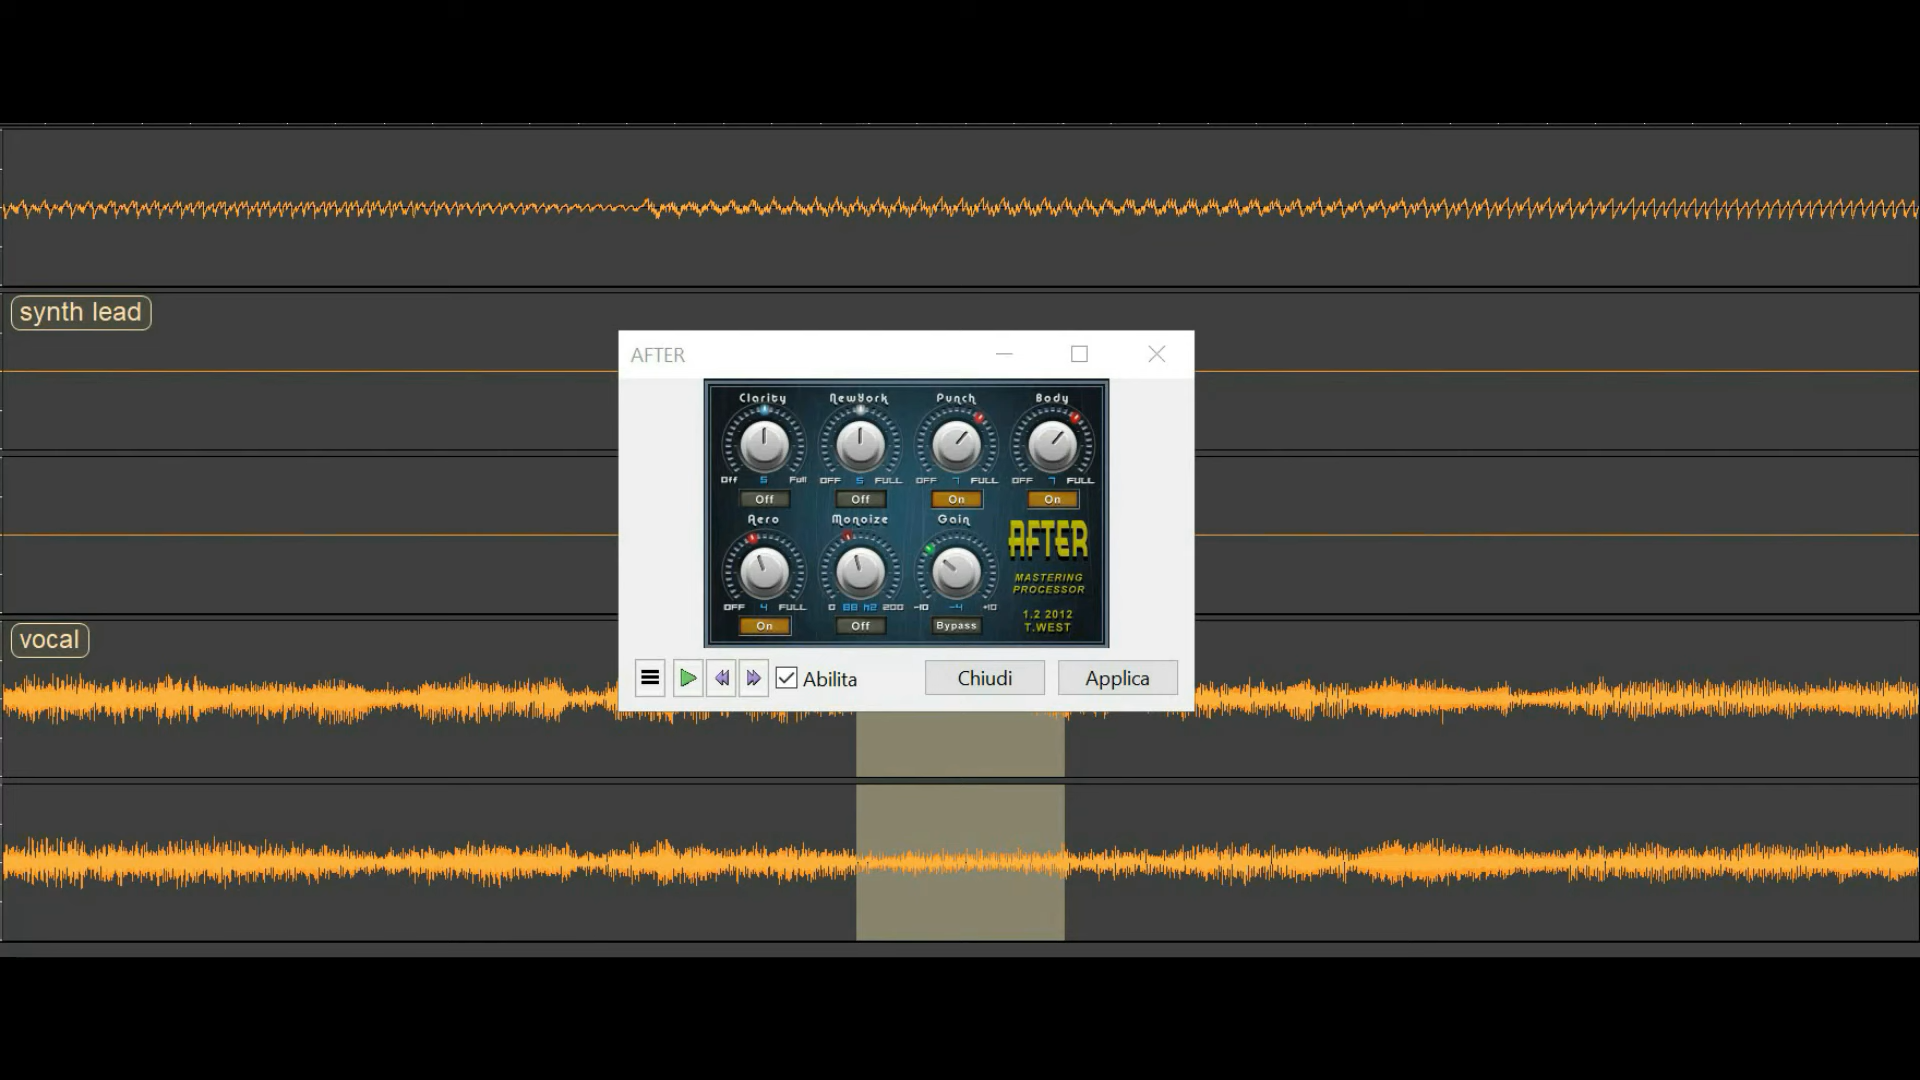 synth lead
AFTER
Clarity NewYork Punch Body
Off 5 Full OFF 5 FULL OFF 7 FULL OFF 7 FULL
Off Off On On
Aero Monoize Gain
AFTER
MASTERING
PROCESSOR
OFF 4 FULL 0 88 hz 200 -10 -4 +10
1.2 2012
T.WEST
On Off Bypass
vocal
Abilita Chiudi Applica